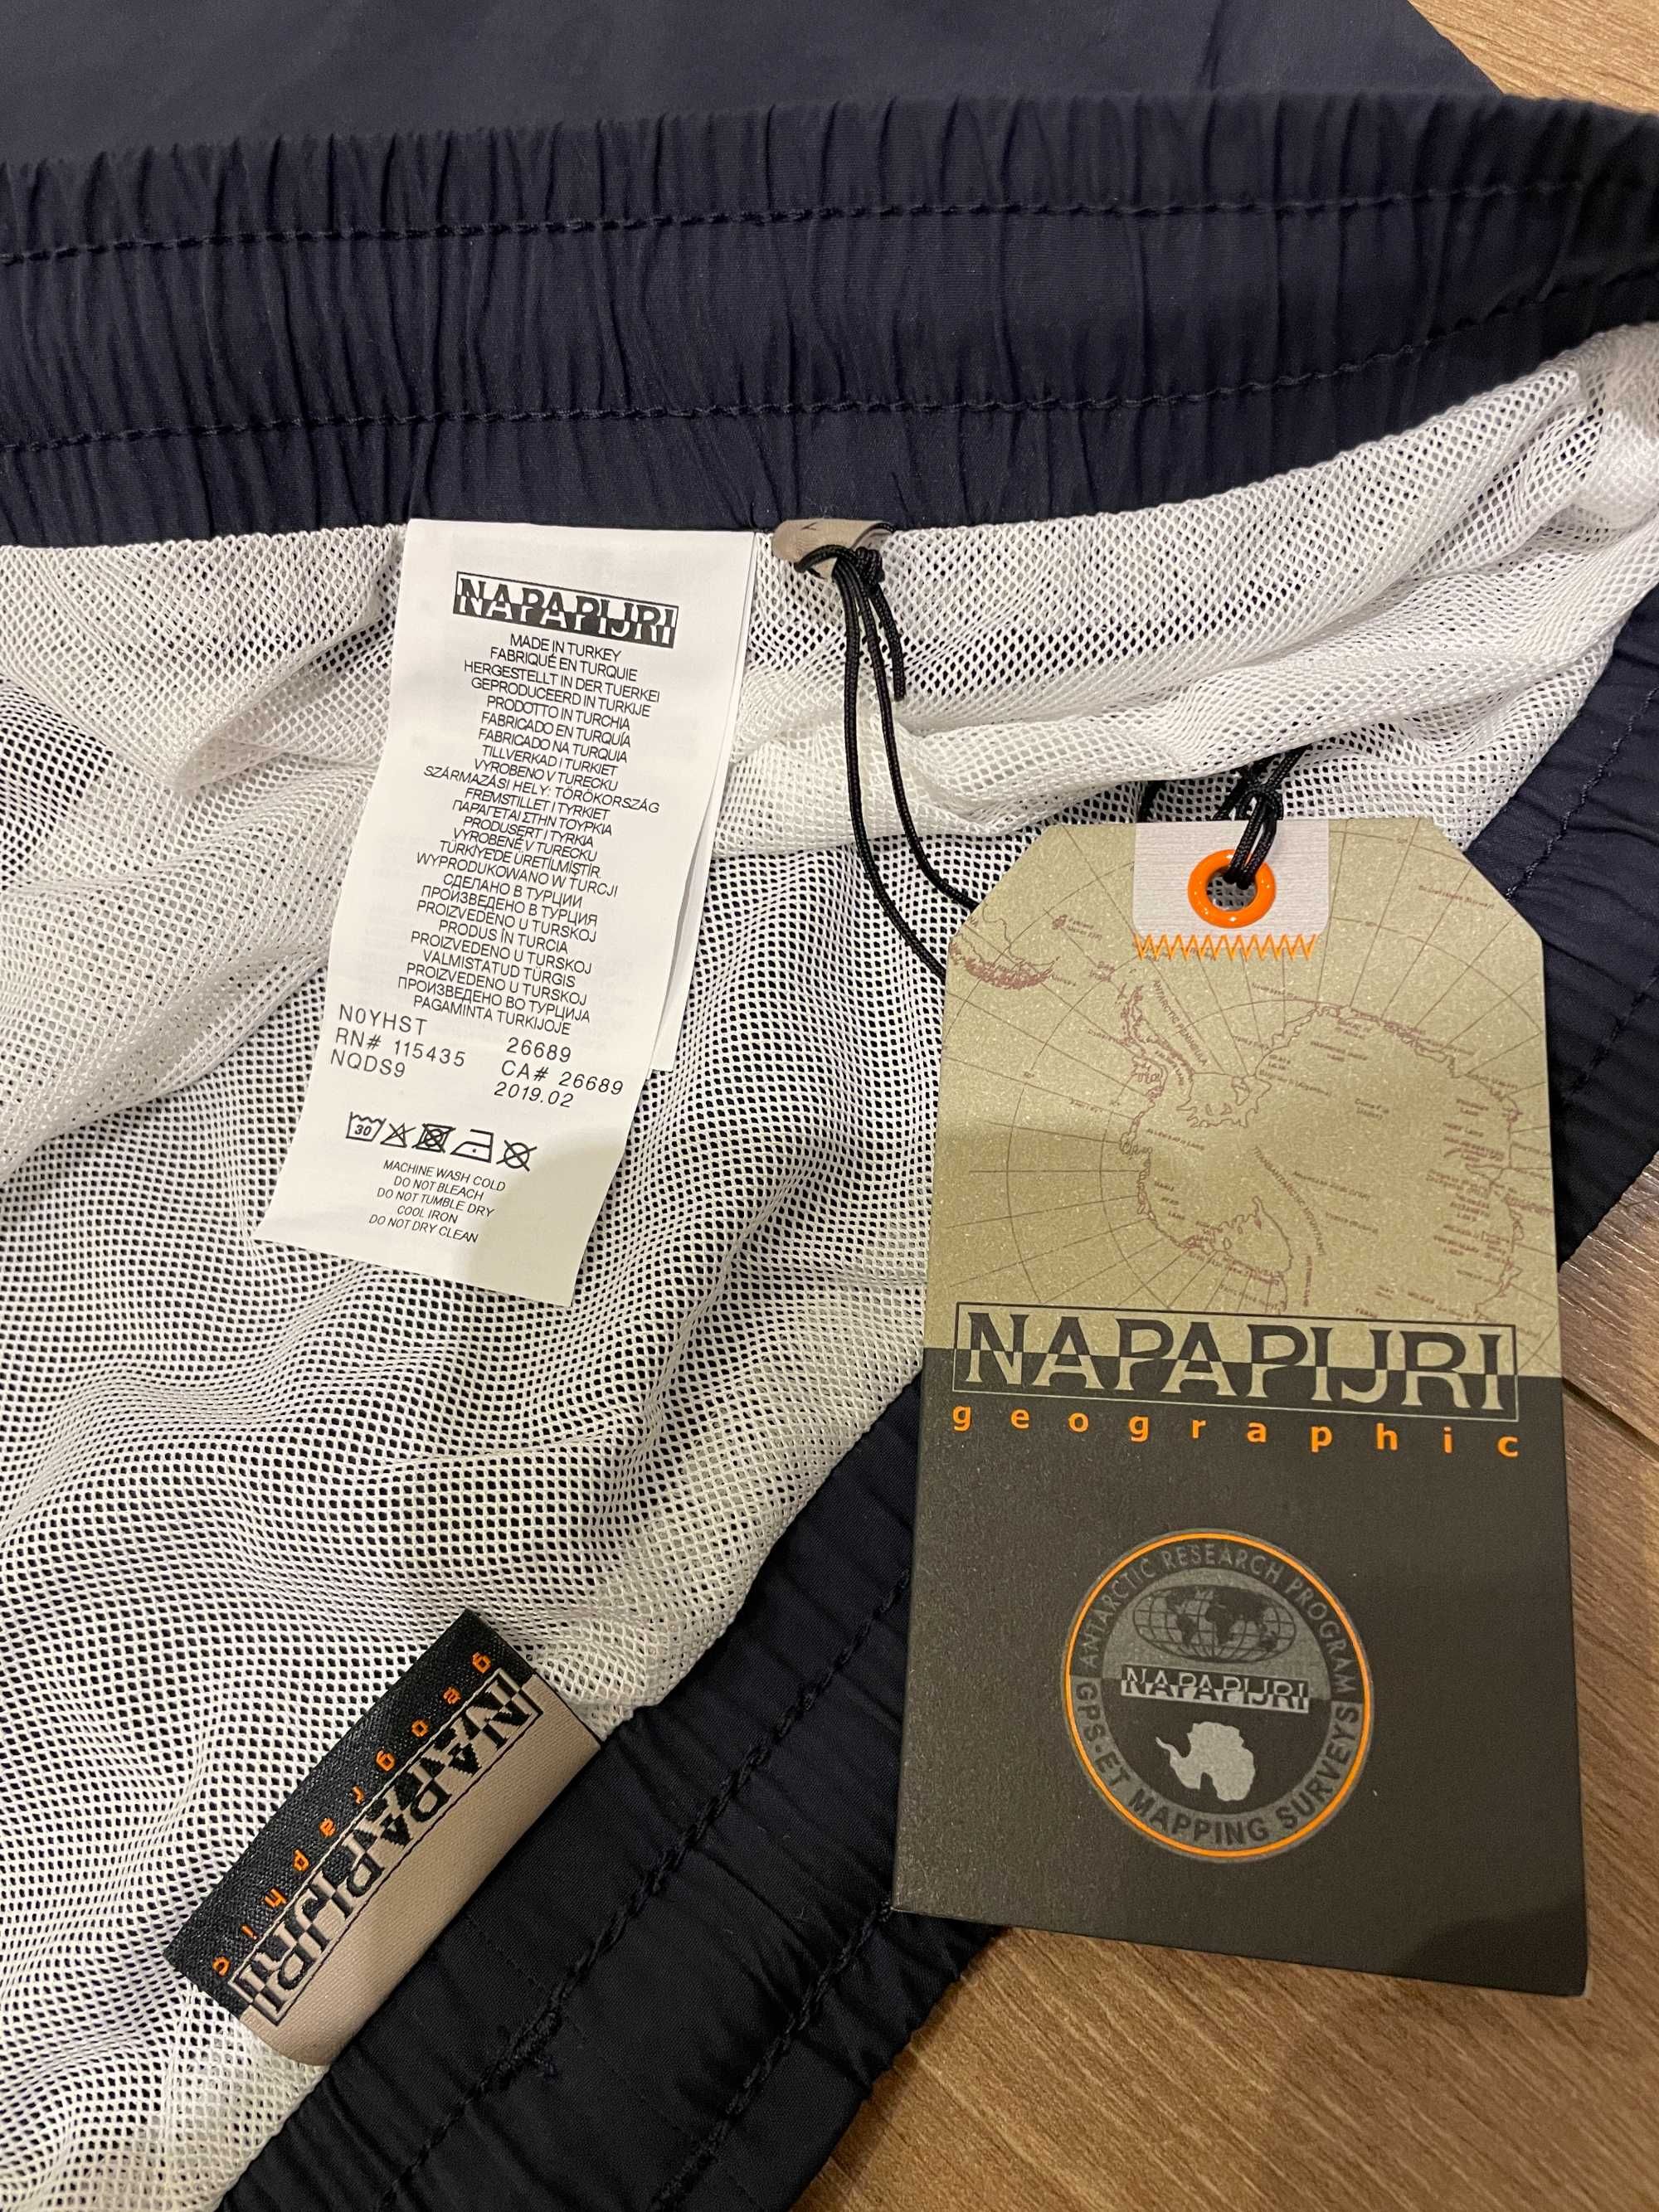 NAPAPIJRI
MADE IN TURKEY
FABRIQUÉ EN TURQUIE
HERGESTELLT IN DER TUERKEI
GEPRODUCEERD IN TURKIJE
PRODOTTO IN TURCHIA
FABRICADO EN TURQUÍA
FABRICADO NA TURQUIA
TILLVERKAD I TURKIET
VYROBENO V TURECKU
SZÁRMAZÁSI HELY: TÖRÖKORSZÁG
FREMSTILLET I TYRKIET
ΠΑΡΑΓΕΤΑΙ ΣΤΗΝ ΤΟΥΡΚΙΑ
PRODUSERT I TYRKIA
VYROBENÉ V TURECKU
TÜRKİYEDE ÜRETİLMİŞTİR
WYPRODUKOWANO W TURCJI
СДЕЛАНО В ТУРЦИИ
ПРОИЗВЕДЕНО В ТУРЦИЯ
PROIZVEDENO U TURSKOJ
PRODUS ÎN TURCIA
PROIZVEDENO U TURSKOJ
VALMISTATUD TÜRGIS
PROIZVEDENO U TURSKOJ
ПРОИЗВЕДЕНО ВО ТУРЦИЈА
PAGAMINTA TURKIJOJE
N0YHST 26689
RN# 115435 CA# 26689
NQDS9 2019.02
30
MACHINE WASH COLD
DO NOT BLEACH
DO NOT TUMBLE DRY
COOL IRON
DO NOT DRY CLEAN
NAPAPIJRI
geographic
ANTARCTIC RESEARCH PROGRAM
NAPAPIJRI
GPS-ET MAPPING SURVEYS
geographic
NAPAPIJRI